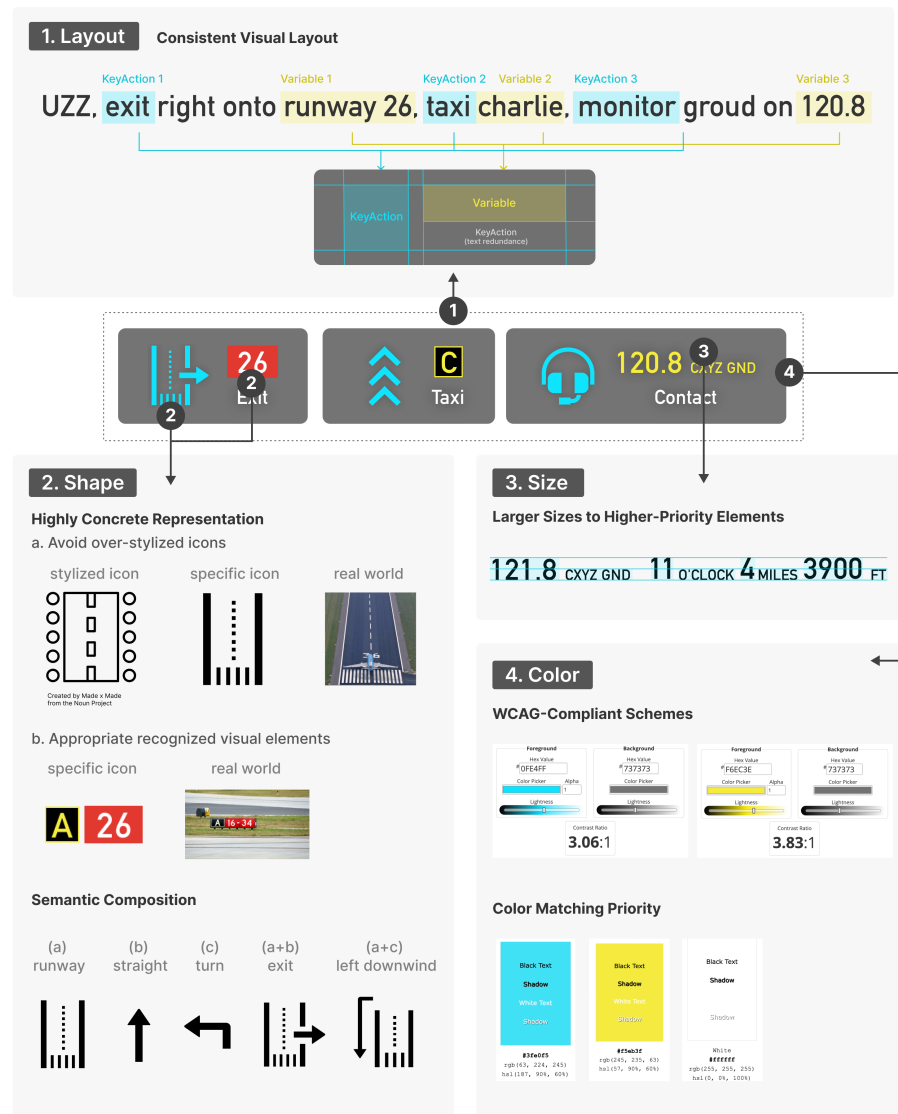 1. Layout
Consistent Visual Layout
KeyAction 1 Variable 1 KeyAction 2 Variable 2 KeyAction 3 Variable 3
UZZ, exit right onto runway 26, taxi charlie, monitor groud on 120.8
KeyAction
Variable
KeyAction
(text redundance)
1
26
2
Exit
2
C
Taxi
120.8 CXYZ GND
3
Contact
4
2. Shape
Highly Concrete Representation
a. Avoid over-stylized icons
stylized icon specific icon real world
Created by Made x Made
from the Noun Project
b. Appropriate recognized visual elements
specific icon real world
A 26
A 16-34
Semantic Composition
(a) (b) (c) (a+b) (a+c)
runway straight turn exit left downwind
3. Size
Larger Sizes to Higher-Priority Elements
121.8 CXYZ GND 11 O'CLOCK 4 MILES 3900 FT
4. Color
WCAG-Compliant Schemes
Foreground Background
Hex Value Hex Value
# 0FE4FF # 737373
Color Picker Alpha Color Picker
1
Lightness Lightness
Contrast Ratio
3.06:1
Foreground Background
Hex Value Hex Value
# F6EC3E # 737373
Color Picker Alpha Color Picker
1
Lightness Lightness
Contrast Ratio
3.83:1
Color Matching Priority
Black Text
Shadow
White Text
Shadow
#3fe0f5
rgb(63, 224, 245)
hsl(187, 90%, 60%)
Black Text
Shadow
White Text
Shadow
#f5eb3f
rgb(245, 235, 63)
hsl(57, 90%, 60%)
Black Text
Shadow
Shadow
White
#ffffff
rgb(255, 255, 255)
hsl(0, 0%, 100%)